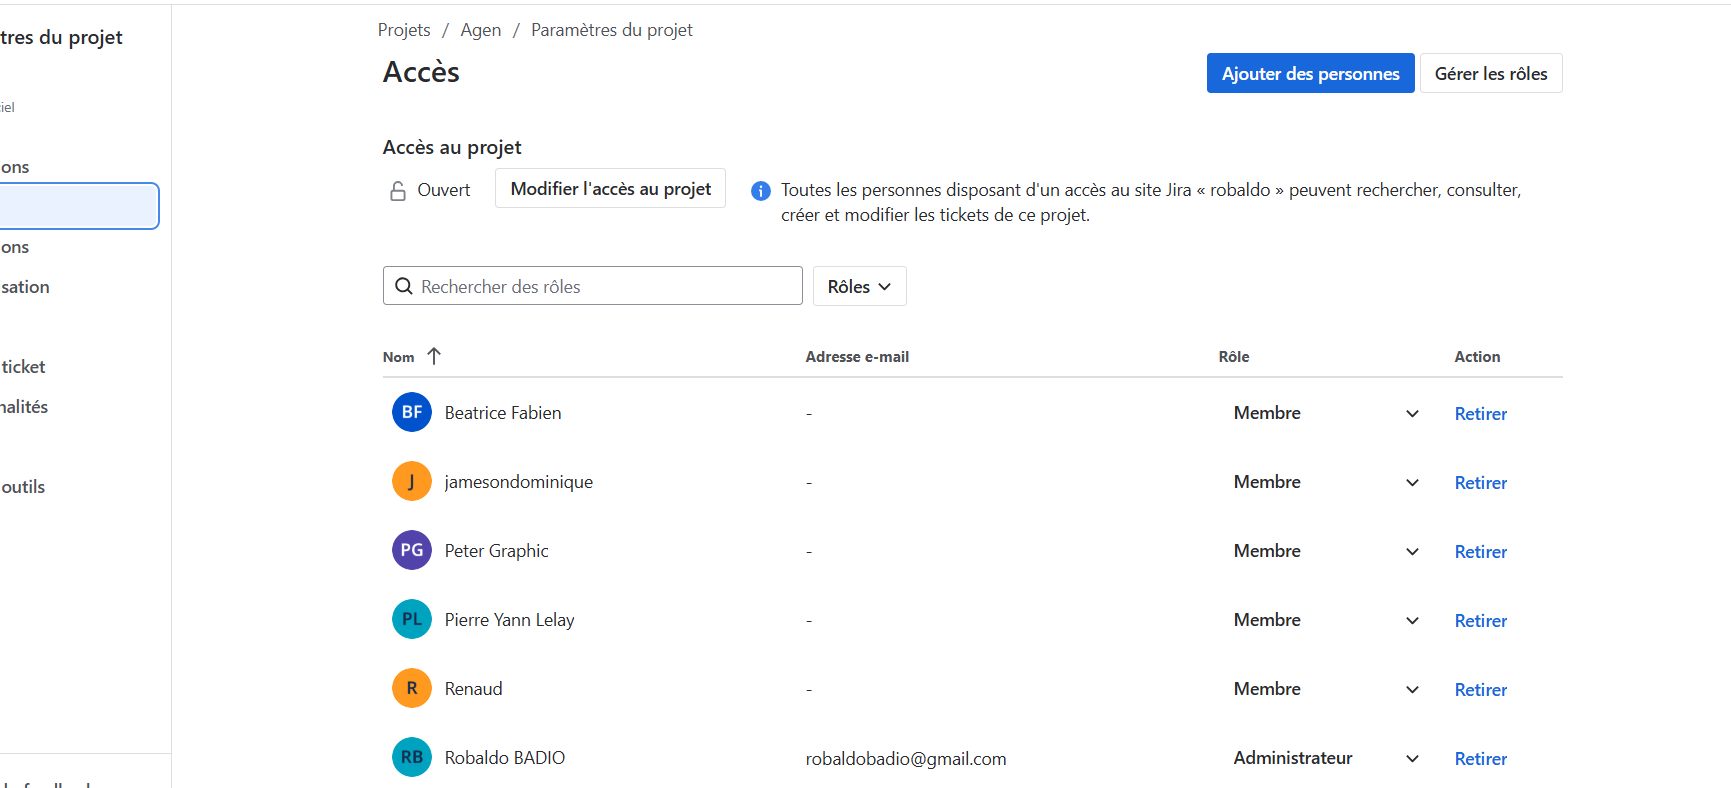 tres du projet
iel
ons
ons
sation
ticket
nalités
outils
Projets / Agen / Paramètres du projet
Accès
Ajouter des personnes
Gérer les rôles
Accès au projet
Ouvert
Modifier l'accès au projet
Toutes les personnes disposant d'un accès au site Jira « robaldo » peuvent rechercher, consulter,
créer et modifier les tickets de ce projet.
Rechercher des rôles
Rôles
Nom Adresse e-mail Rôle Action
BF Beatrice Fabien - Membre Retirer
J jamesondominique - Membre Retirer
PG Peter Graphic - Membre Retirer
PL Pierre Yann Lelay - Membre Retirer
R Renaud - Membre Retirer
RB Robaldo BADIO robaldobadio@gmail.com Administrateur Retirer